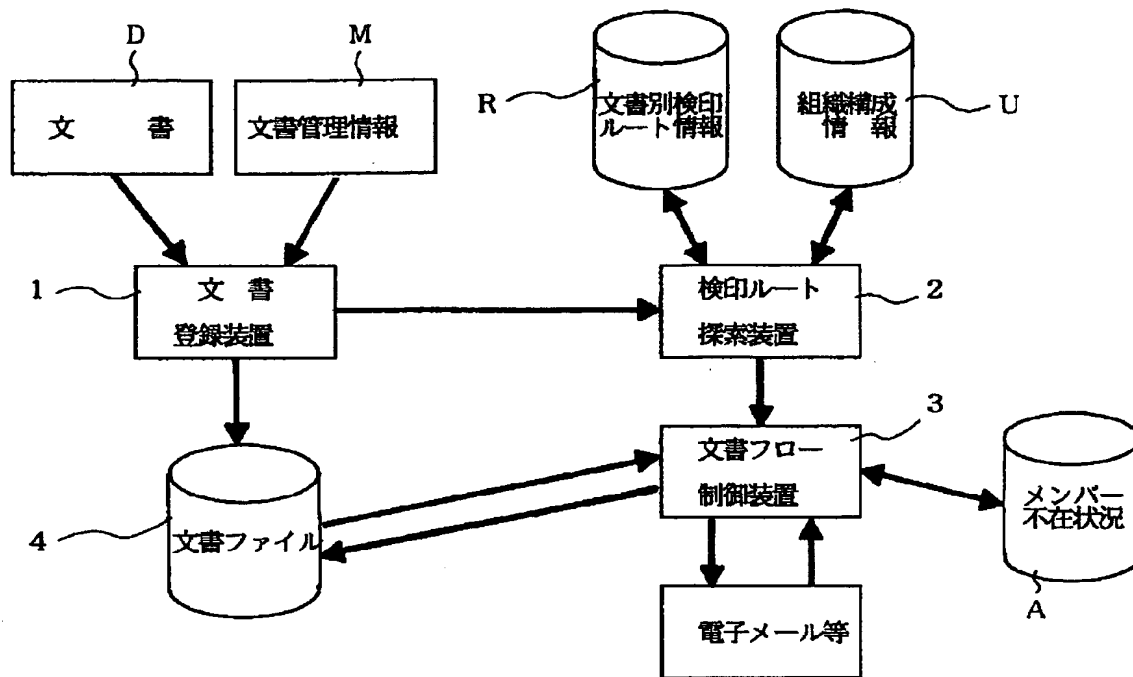 D
M
R
U
文　　書
文書管理情報
文書別検印
ルート情報
組織構成
情　報
1
文　書
登録装置
検印ルート
探索装置
2
3
文書フロー
制御装置
4
文書ファイル
メンバー
不在状況
A
電子メール等